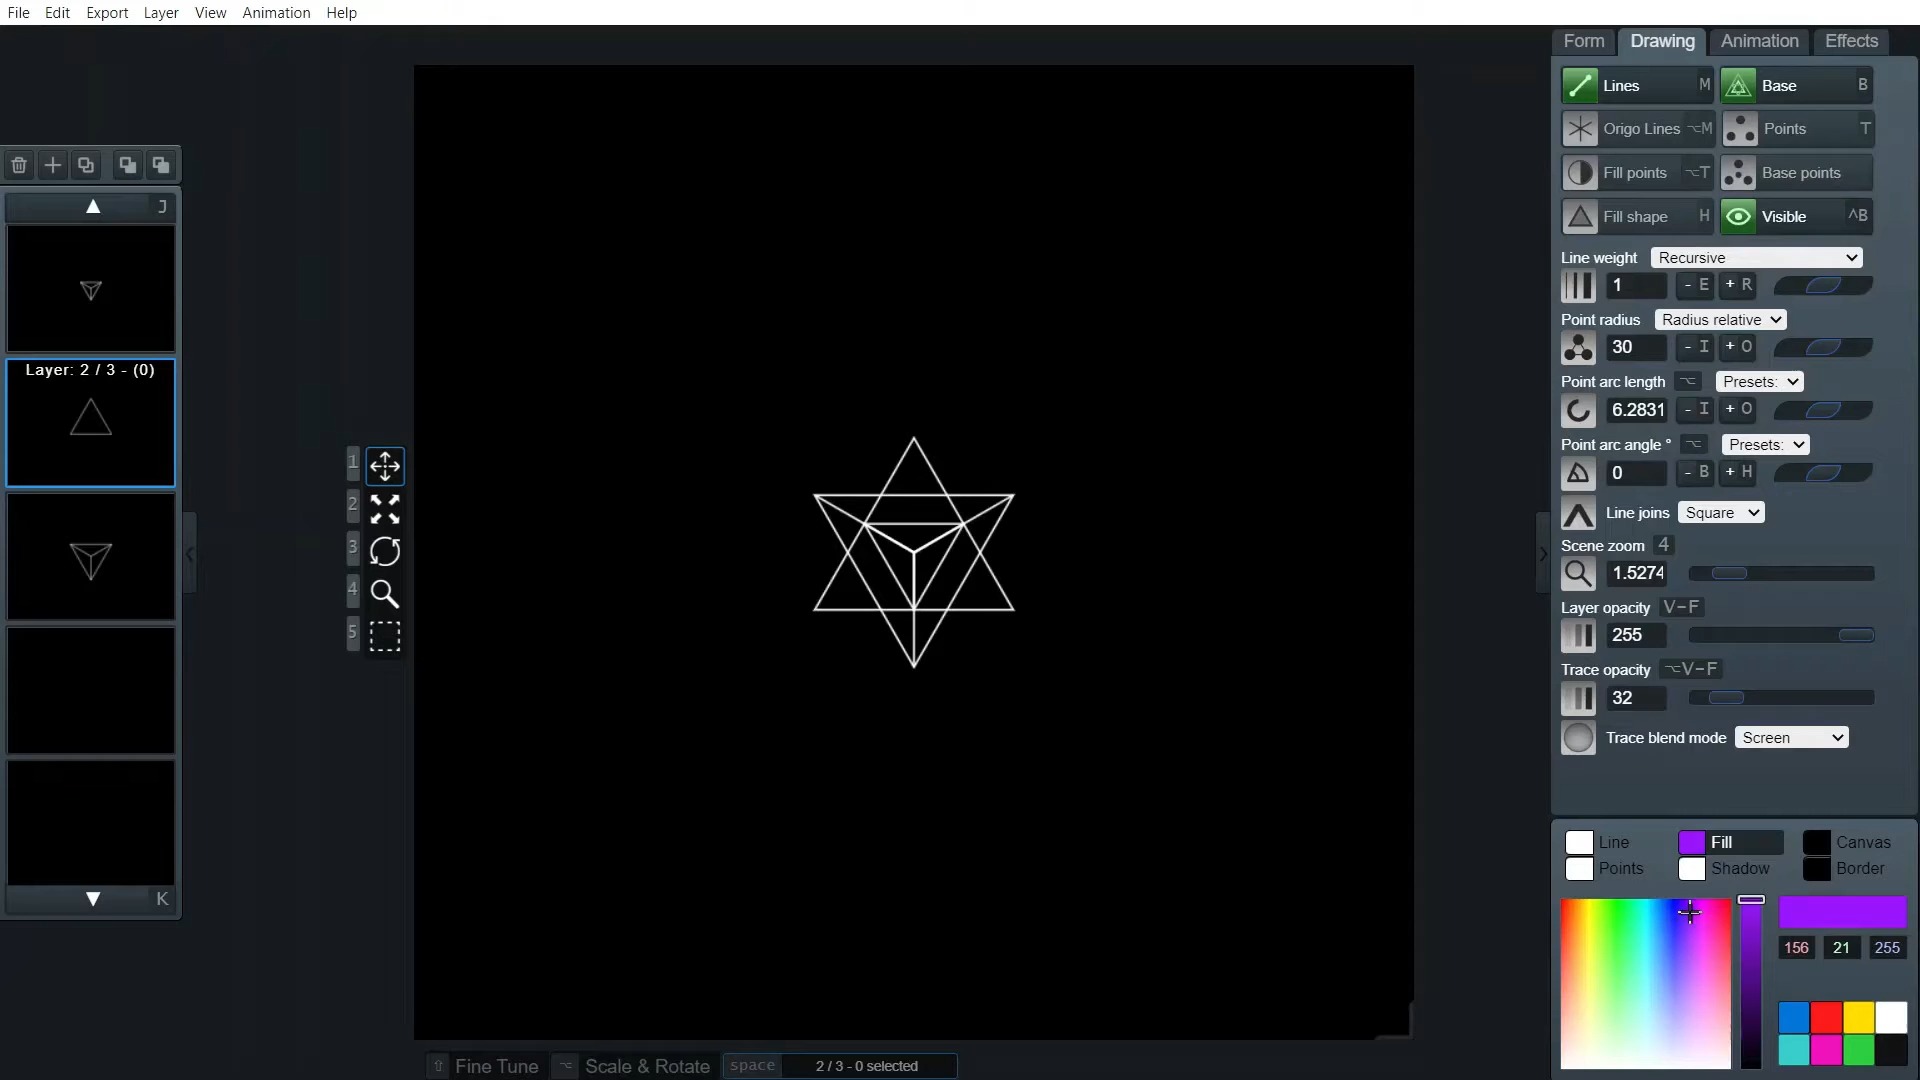 File Edit Export Layer View Animation Help
Form Drawing Animation Effects
Lines M Base B
Origo Lines ⌥M Points T
Fill points ⌥T Base points
Fill shape H Visible ^B
Line weight Recursive
1 - E + R
Point radius Radius relative
30 - I + O
Point arc length ⌥ Presets:
6.2831 - I + O
Point arc angle ° ⌥ Presets:
0 - B + H
Line joins Square
Scene zoom 4
1.5274
Layer opacity V-F
255
Trace opacity ⌥V-F
32
Trace blend mode Screen
Line Fill Canvas
Points Shadow Border
156 21 255
J
Layer: 2 / 3 - (0)
K
1
2
3
4
5
⇧ Fine Tune ⌥ Scale & Rotate space 2 / 3 - 0 selected